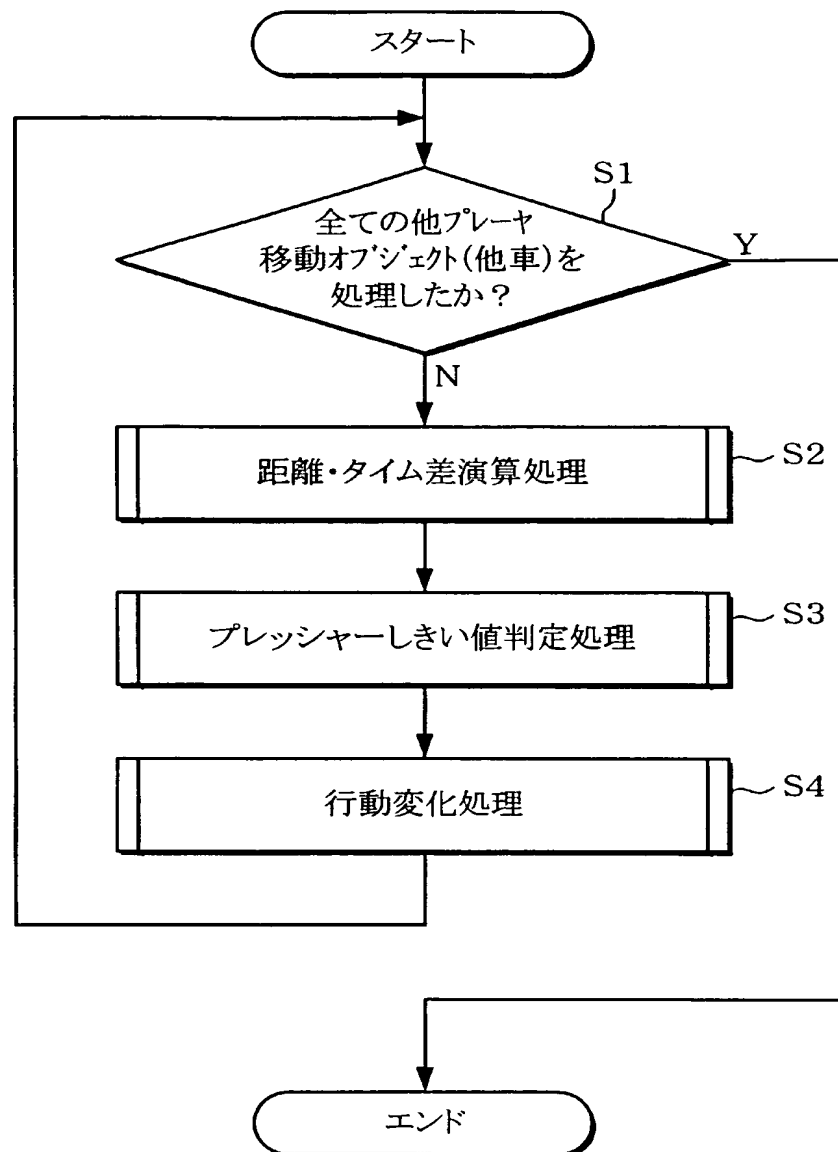 スタート
S1
全ての他プレーヤ
移動オブジェクト(他車)を
処理したか?
Y
N
距離・タイム差演算処理
S2
プレッシャーしきい値判定処理
S3
行動変化処理
S4
エンド